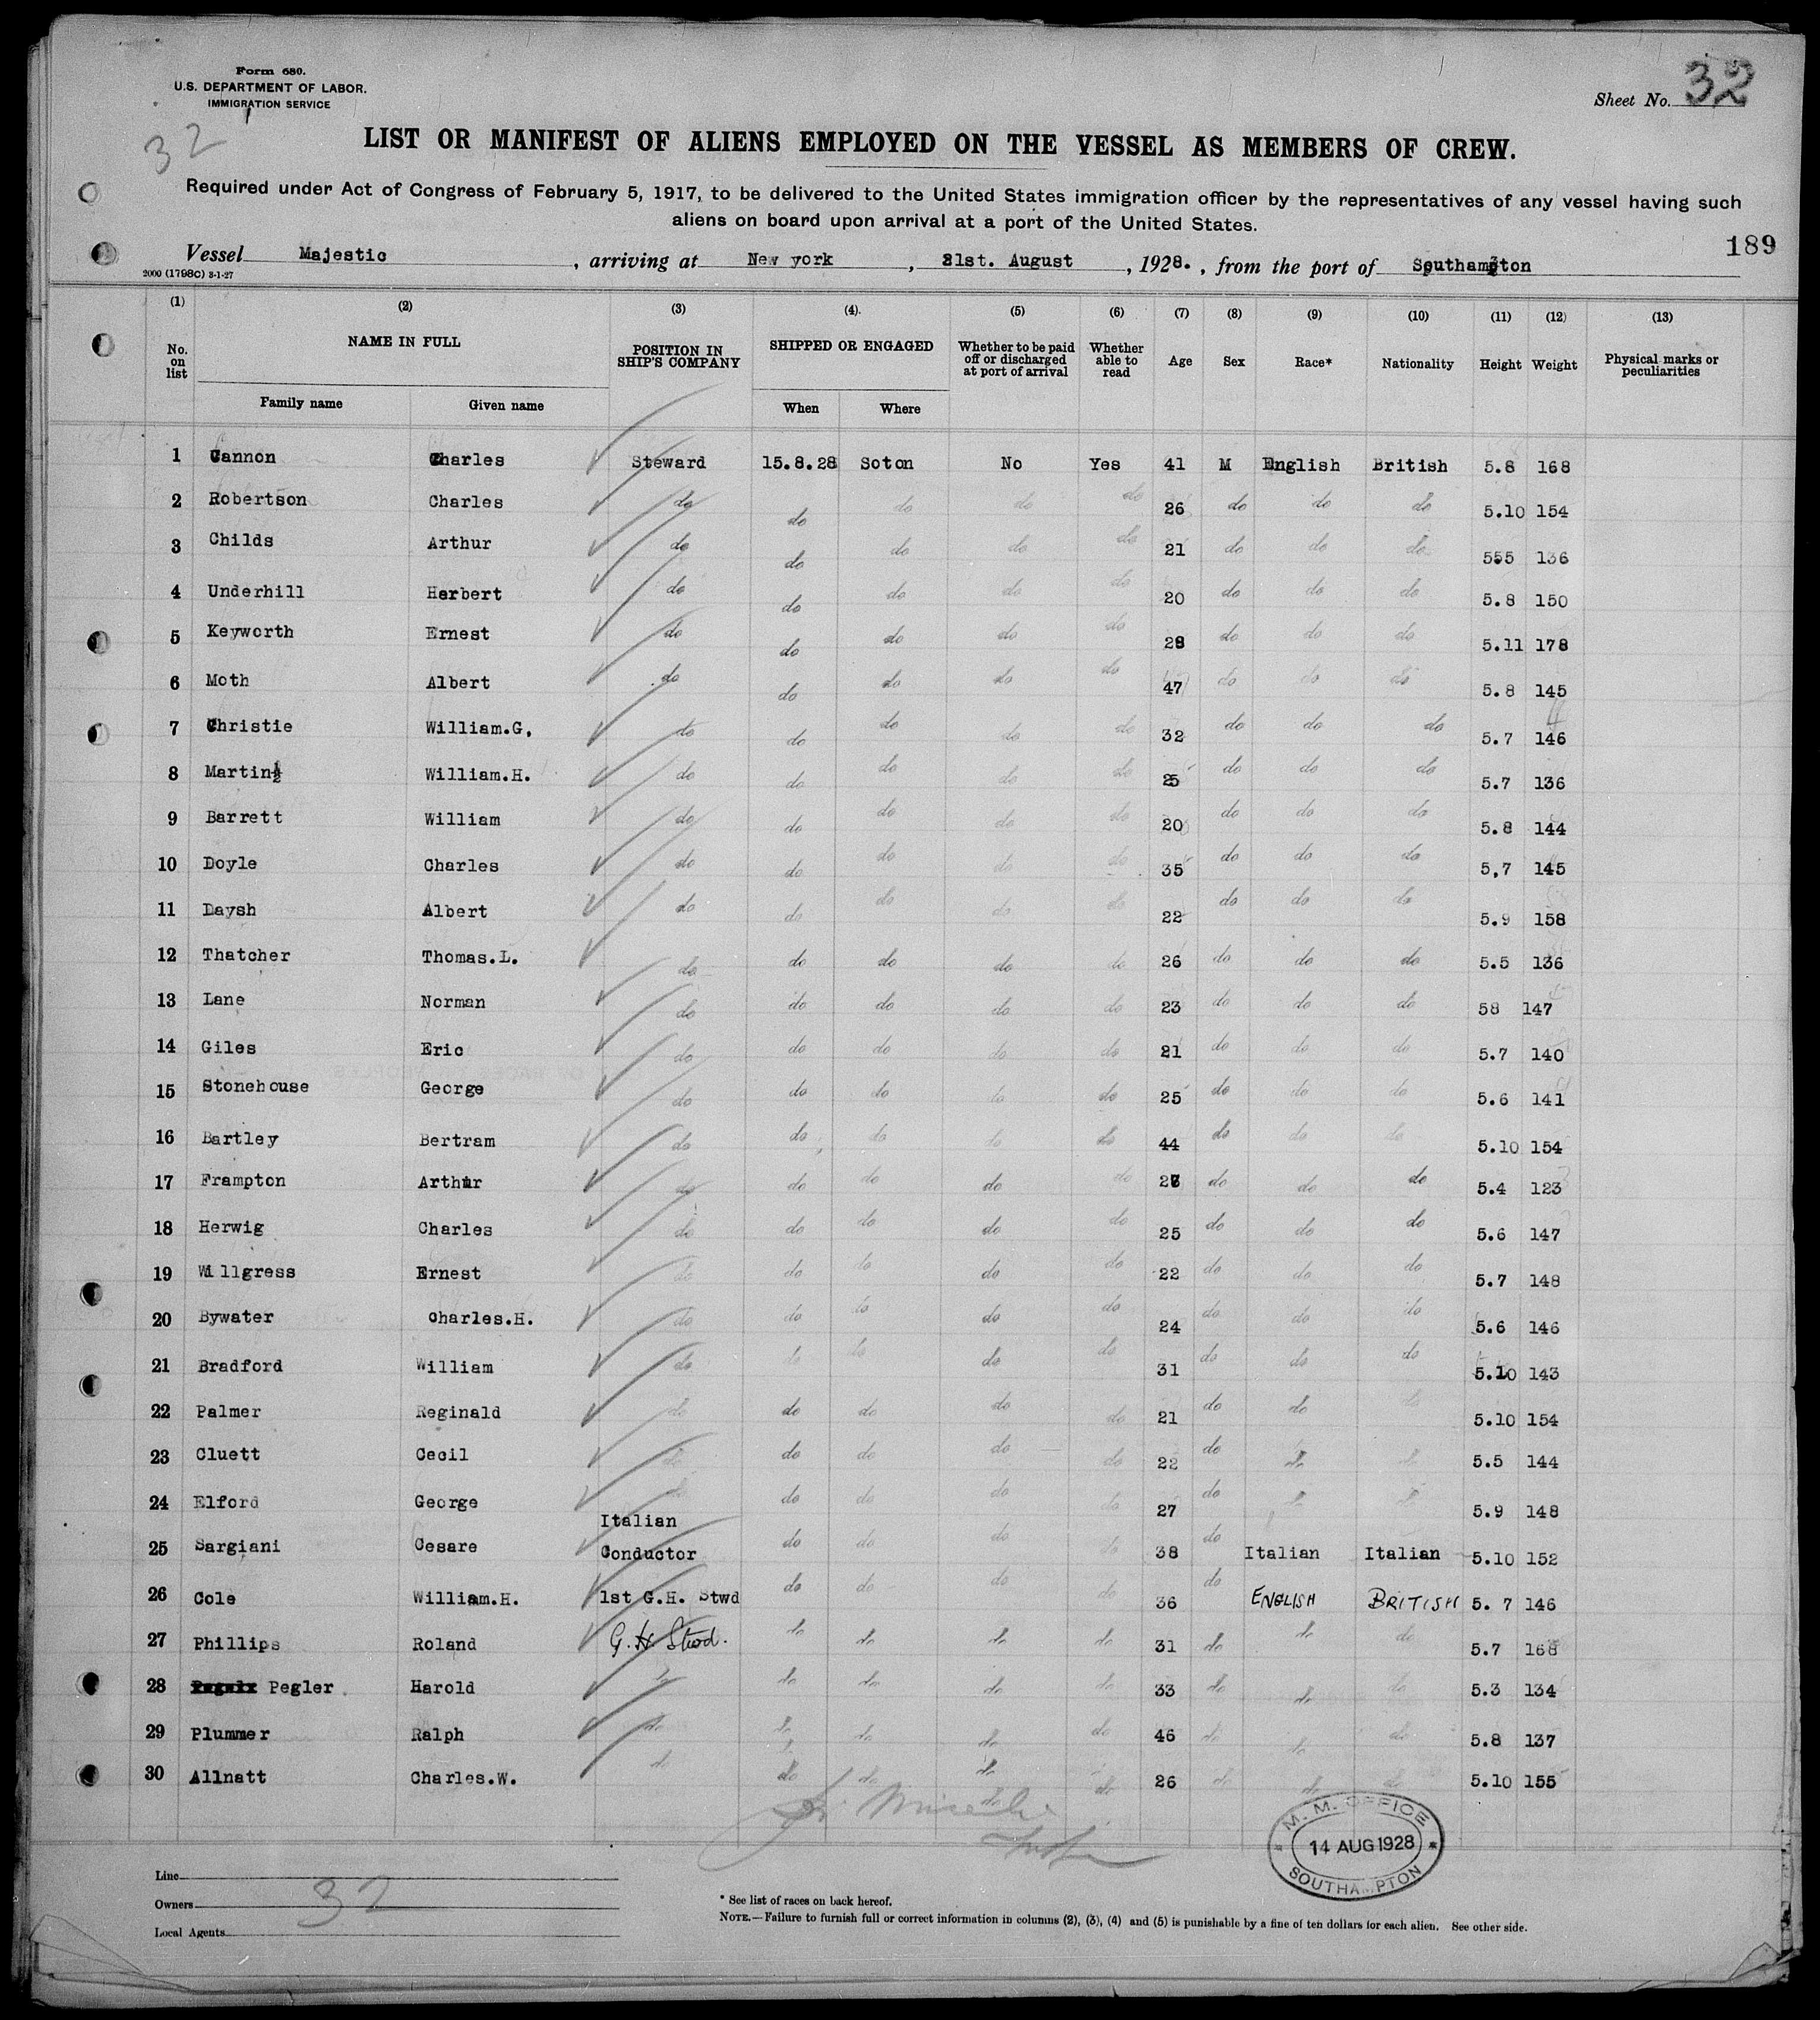 Form 680.
U.S. DEPARTMENT OF LABOR.
IMMIGRATION SERVICE
32
Sheet No. 32
LIST OR MANIFEST OF ALIENS EMPLOYED ON THE VESSEL AS MEMBERS OF CREW.
Required under Act of Congress of February 5, 1917, to be delivered to the United States immigration officer by the representatives of any vessel having such
aliens on board upon arrival at a port of the United States.
189
Vessel Majestic, arriving at New york, 21st. August, 1928., from the port of Southampton
2000 (1798C) 3-1-27
(1) (2) (3) (4). (5) (6) (7) (8) (9) (10) (11) (12) (13)
No. on list NAME IN FULL POSITION IN SHIP'S COMPANY SHIPPED OR ENGAGED Whether to be paid off or discharged at port of arrival Whether able to read Age Sex Race* Nationality Height Weight Physical marks or peculiarities
Family name Given name When Where
1 Cannon Charles Steward 15.8.28 Soton No Yes 41 M English British 5.8 168
2 Robertson Charles do do do do do 26 do do do 5.10 154
3 Childs Arthur do do do do do 21 do do do 555 136
4 Underhill Herbert do do do do do 20 do do do 5.8 150
5 Keyworth Ernest do do do do do 28 do do do 5.11 178
6 Moth Albert do do do do do 47 do do do 5.8 145
7 Christie William.G. do do do do do 32 do do do 5.7 146
8 Martin William.H. do do do do do 25 do do do 5.7 136
9 Barrett William do do do do do 20 do do do 5.8 144
10 Doyle Charles do do do do do 35 do do do 5,7 145
11 Daysh Albert do do do do do 22 do do do 5.9 158
12 Thatcher Thomas.L. do do do do do 26 do do do 5.5 136
13 Lane Norman do do do do do 23 do do do 58 147
14 Giles Eric do do do do do 21 do do do 5.7 140
15 Stonehouse George do do do do do 25 do do do 5.6 141
16 Bartley Bertram do do do do do 44 do do do 5.10 154
17 Frampton Arthur do do do do do do do do 5.4 123
18 Herwig Charles do do do do do 25 do do do 5.6 147
19 Willgress Ernest do do do do do 22 do do do 5.7 148
20 Bywater Charles.H. do do do do do 24 do do do 5.6 146
21 Bradford William do do do do do 31 do do do 5.10 143
22 Palmer Reginald do do do do do 21 do do do 5.10 154
23 Cluett Cecil do do do do do 22 do do do 5.5 144
24 Elford George do do do do do 27 do do do 5.9 148
25 Sargiani Cesare Italian Conductor do do do do 38 do Italian Italian 5.10 152
26 Cole William.H. 1st G.H. Stwd do do do do 36 do ENGLISH BRITISH 5. 7 146
27 Phillips Roland G.H. Stwd. do do do do 31 do do do 5.7 168
28 Pegler Harold do do do do do 33 do do do 5.3 134
29 Plummer Ralph do do do do do 46 do do do 5.8 137
30 Allnatt Charles.W. do do do do do 26 do do do 5.10 155
M. M. OFFICE
14 AUG 1928
SOUTHAMPTON
Line
Owners
Local Agents
32
* See list of races on back hereof.
NOTE.—Failure to furnish full or correct information in columns (2), (3), (4) and (5) is punishable by a fine of ten dollars for each alien. See other side.